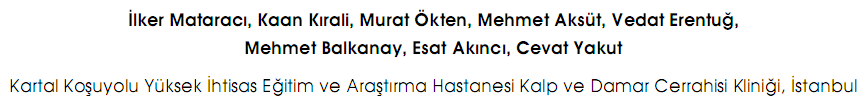 İlker Mataracı, Kaan Kırali, Murat Ökten, Mehmet Aksüt, Vedat Erentuğ,
Mehmet Balkanay, Esat Akıncı, Cevat Yakut
Kartal Koşuyolu Yüksek İhtisas Eğitim ve Araştırma Hastanesi Kalp ve Damar Cerrahisi Kliniği, İstanbul